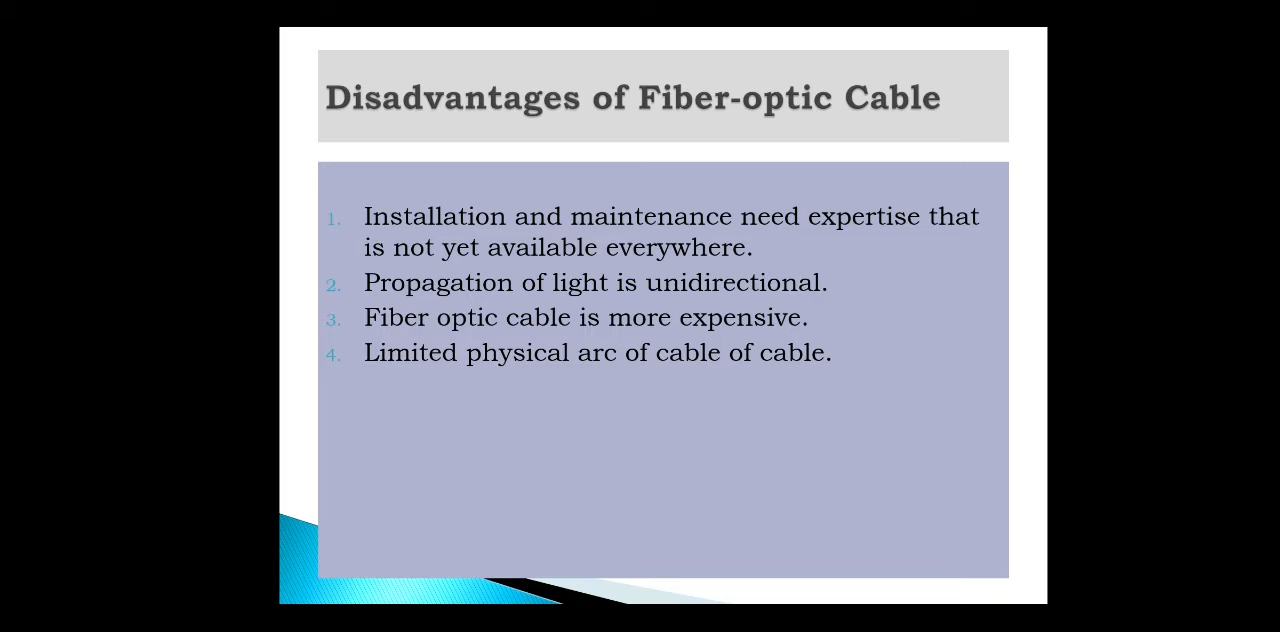 Disadvantages of Fiber-optic Cable
1. Installation and maintenance need expertise that
is not yet available everywhere.
2. Propagation of light is unidirectional.
3. Fiber optic cable is more expensive.
4. Limited physical arc of cable of cable.